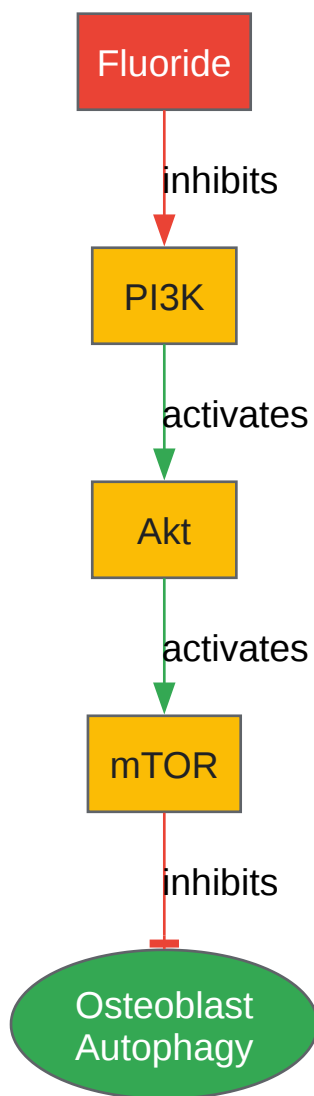 Fluoride
inhibits
PI3K
activates
Akt
activates
mTOR
inhibits
Osteoblast
Autophagy